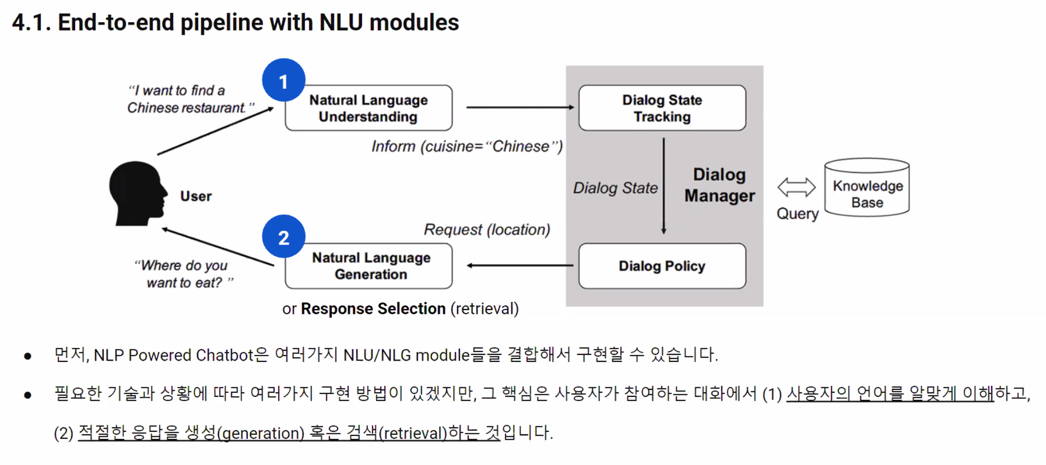 4.1. End-to-end pipeline with NLU modules
1
“I want to find a
Chinese restaurant.”
Natural Language
Understanding
Inform (cuisine=“Chinese”)
Dialog State
Tracking
Dialog State
Dialog
Manager
Query
Knowledge
Base
User
Request (location)
2
Natural Language
Generation
Dialog Policy
“Where do you
want to eat? ”
or Response Selection (retrieval)
● 먼저, NLP Powered Chatbot은 여러가지 NLU/NLG module들을 결합해서 구현할 수 있습니다.
● 필요한 기술과 상황에 따라 여러가지 구현 방법이 있겠지만, 그 핵심은 사용자가 참여하는 대화에서 (1) 사용자의 언어를 알맞게 이해하고,
(2) 적절한 응답을 생성(generation) 혹은 검색(retrieval)하는 것입니다.